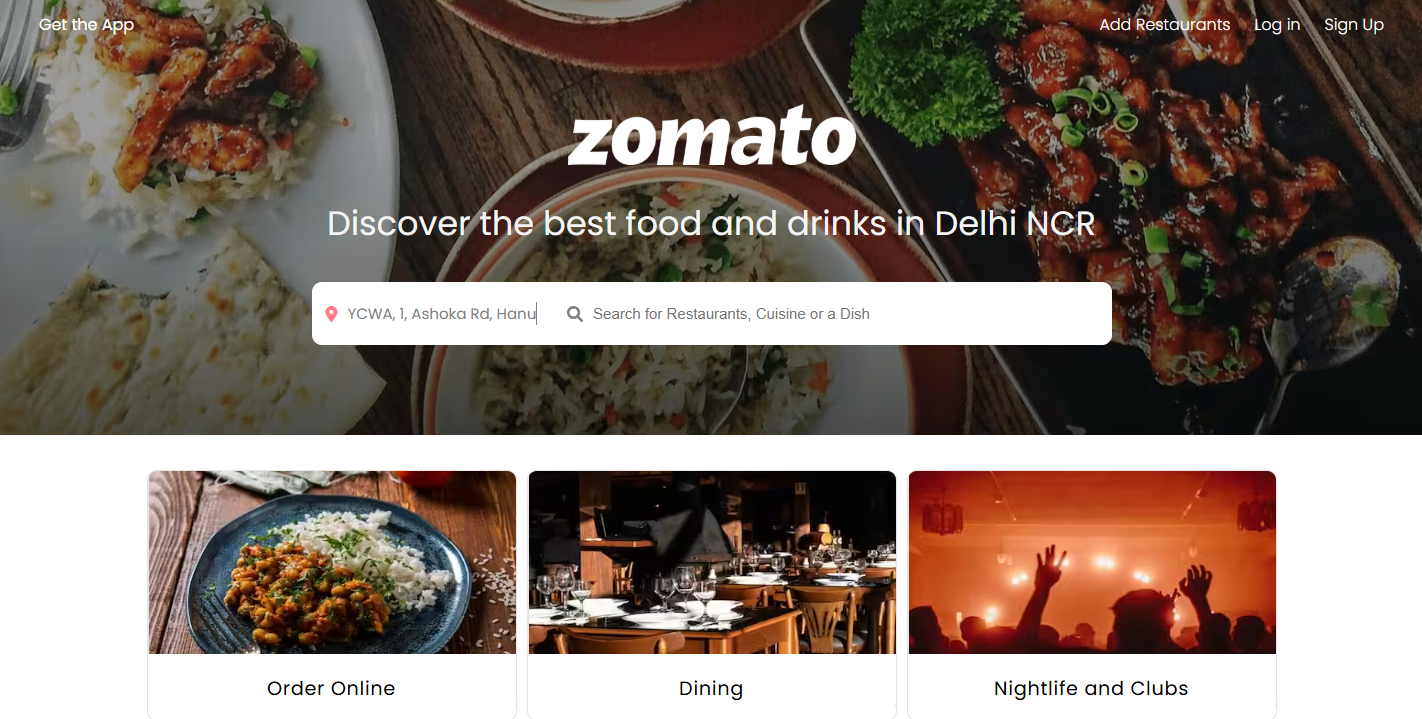 Get the App
Add Restaurants
Log in
Sign Up
zomato
Discover the best food and drinks in Delhi NCR
YCWA, 1, Ashoka Rd, Hanu
Search for Restaurants, Cuisine or a Dish
Order Online
Dining
Nightlife and Clubs